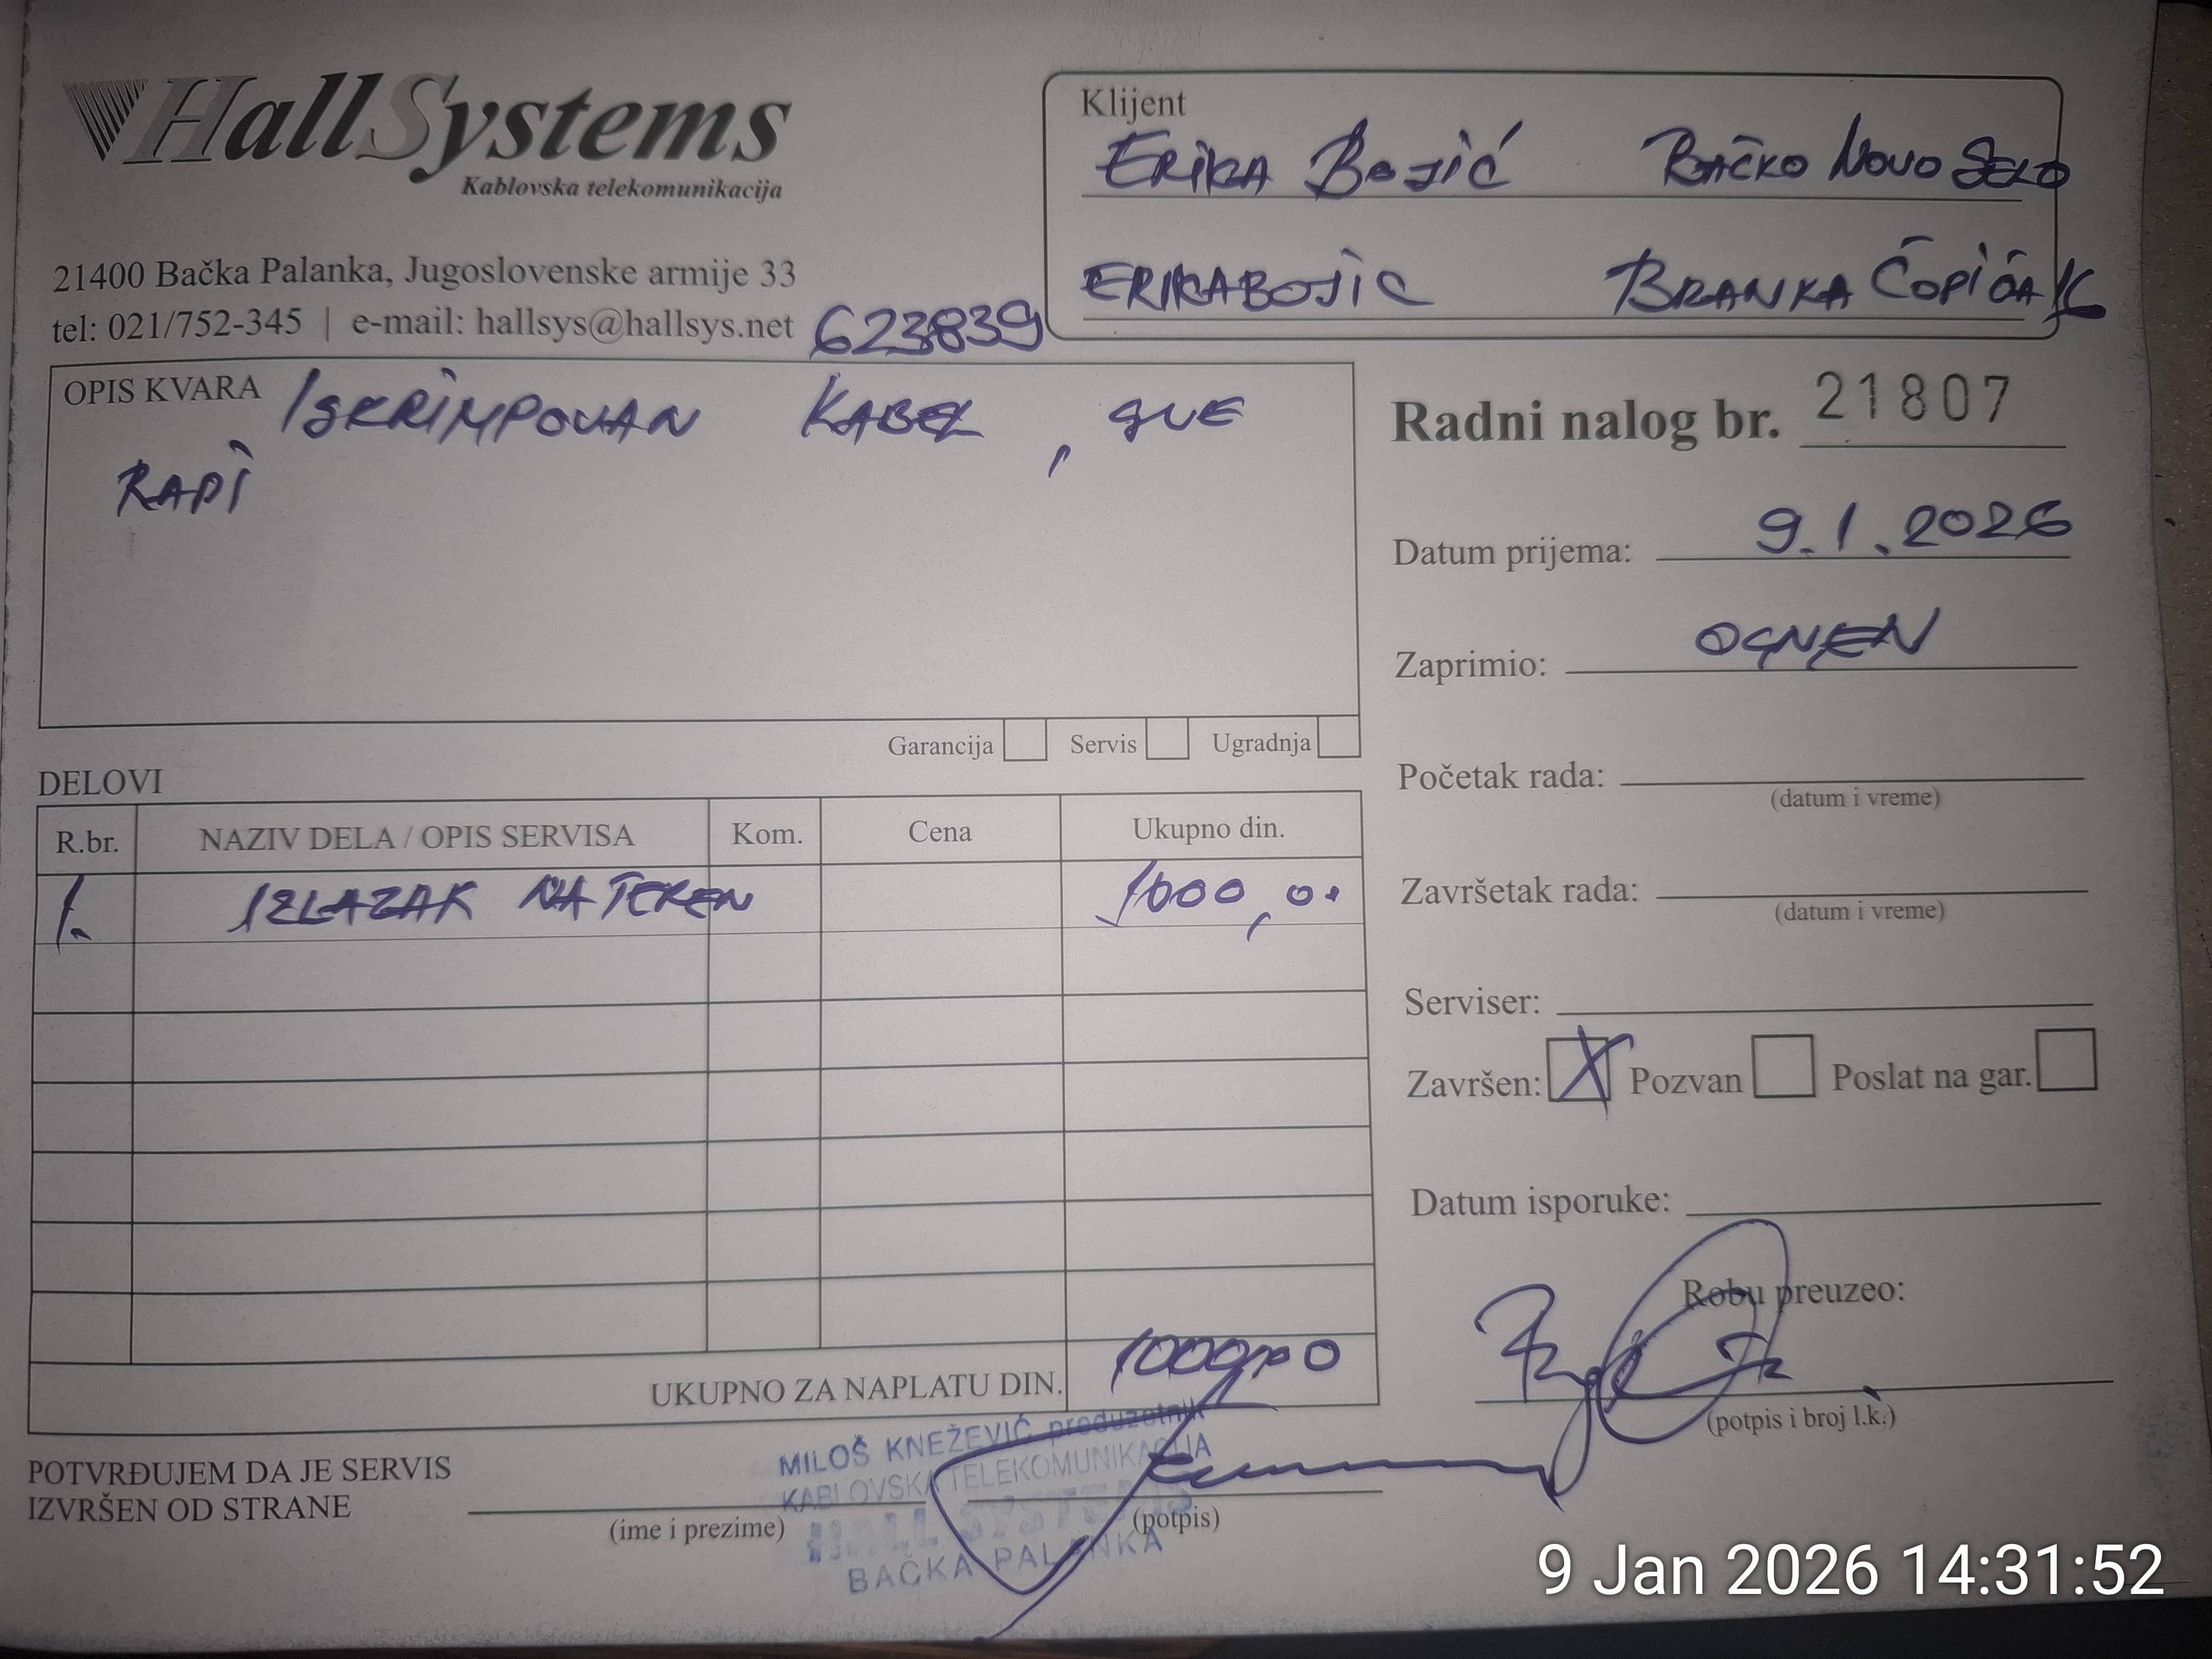 HallSystems
Kablovska telekomunikacija
21400 Bačka Palanka, Jugoslovenske armije 33
tel: 021/752-345 | e-mail: hallsys@hallsys.net
623839
Klijent
ERIKA BOJIĆ BAČKO NOVO SELO
ERIKABOJIC BRANKA ČOPIĆA
OPIS KVARA
ISKRIMPOVAN KABEL, SVE
RADI
Garancija Servis Ugradnja
Radni nalog br. 21807
Datum prijema: 9.1.2026
Zaprimio: OGNJEN
Početak rada:
(datum i vreme)
Završetak rada:
(datum i vreme)
Serviser:
Završen: X Pozvan Poslat na gar.
Datum isporuke:
Robu preuzeo:
(potpis i broj l.k.)
DELOVI
R.br. NAZIV DELA / OPIS SERVISA Kom. Cena Ukupno din.
1. IZLAZAK NA TEREN 1000,00
UKUPNO ZA NAPLATU DIN. 1000,00
POTVRĐUJEM DA JE SERVIS
IZVRŠEN OD STRANE
(ime i prezime)
(potpis)
MILOŠ KNEŽEVIĆ preduzetnik
KABLOVSKA TELEKOMUNIKACIJA
HALL SYSTEMS
BAČKA PALANKA
9 Jan 2026 14:31:52